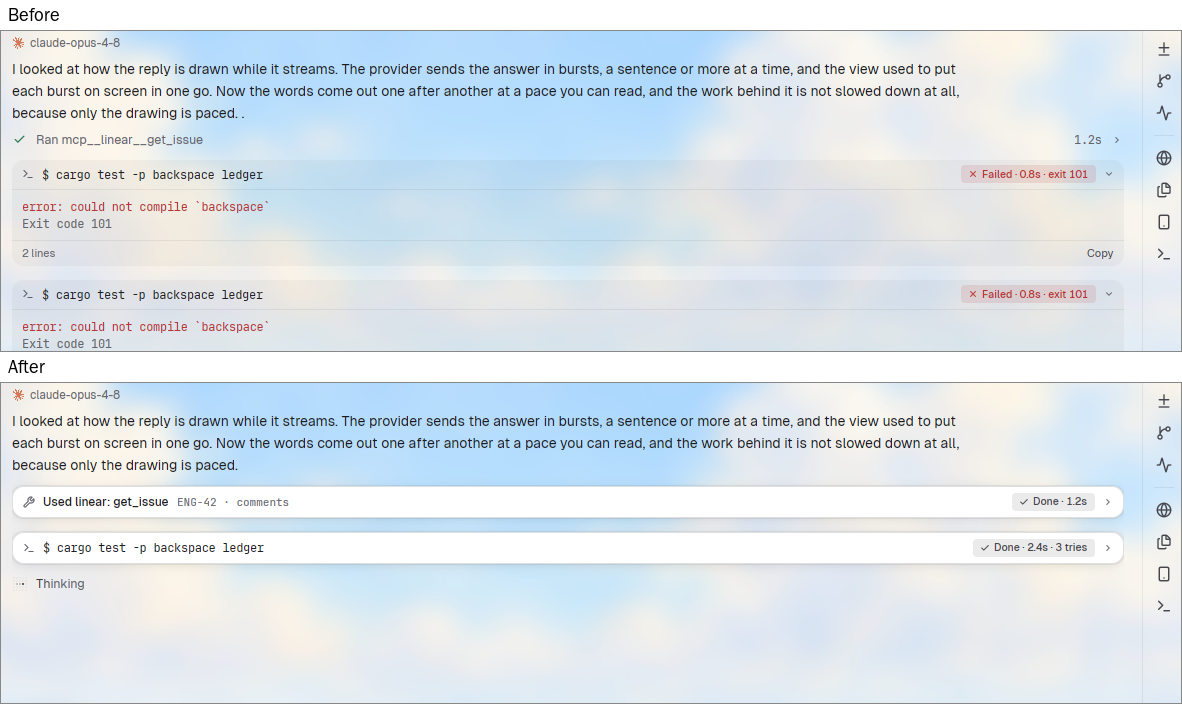 Before
claude-opus-4-8
I looked at how the reply is drawn while it streams. The provider sends the answer in bursts, a sentence or more at a time, and the view used to put
each burst on screen in one go. Now the words come out one after another at a pace you can read, and the work behind it is not slowed down at all,
because only the drawing is paced. .
Ran mcp__linear__get_issue 1.2s
$ cargo test -p backspace ledger Failed · 0.8s · exit 101
error: could not compile `backspace`
Exit code 101
2 lines Copy
$ cargo test -p backspace ledger Failed · 0.8s · exit 101
error: could not compile `backspace`
Exit code 101
After
claude-opus-4-8
I looked at how the reply is drawn while it streams. The provider sends the answer in bursts, a sentence or more at a time, and the view used to put
each burst on screen in one go. Now the words come out one after another at a pace you can read, and the work behind it is not slowed down at all,
because only the drawing is paced.
Used linear: get_issue ENG-42 · comments Done · 1.2s
$ cargo test -p backspace ledger Done · 2.4s · 3 tries
Thinking